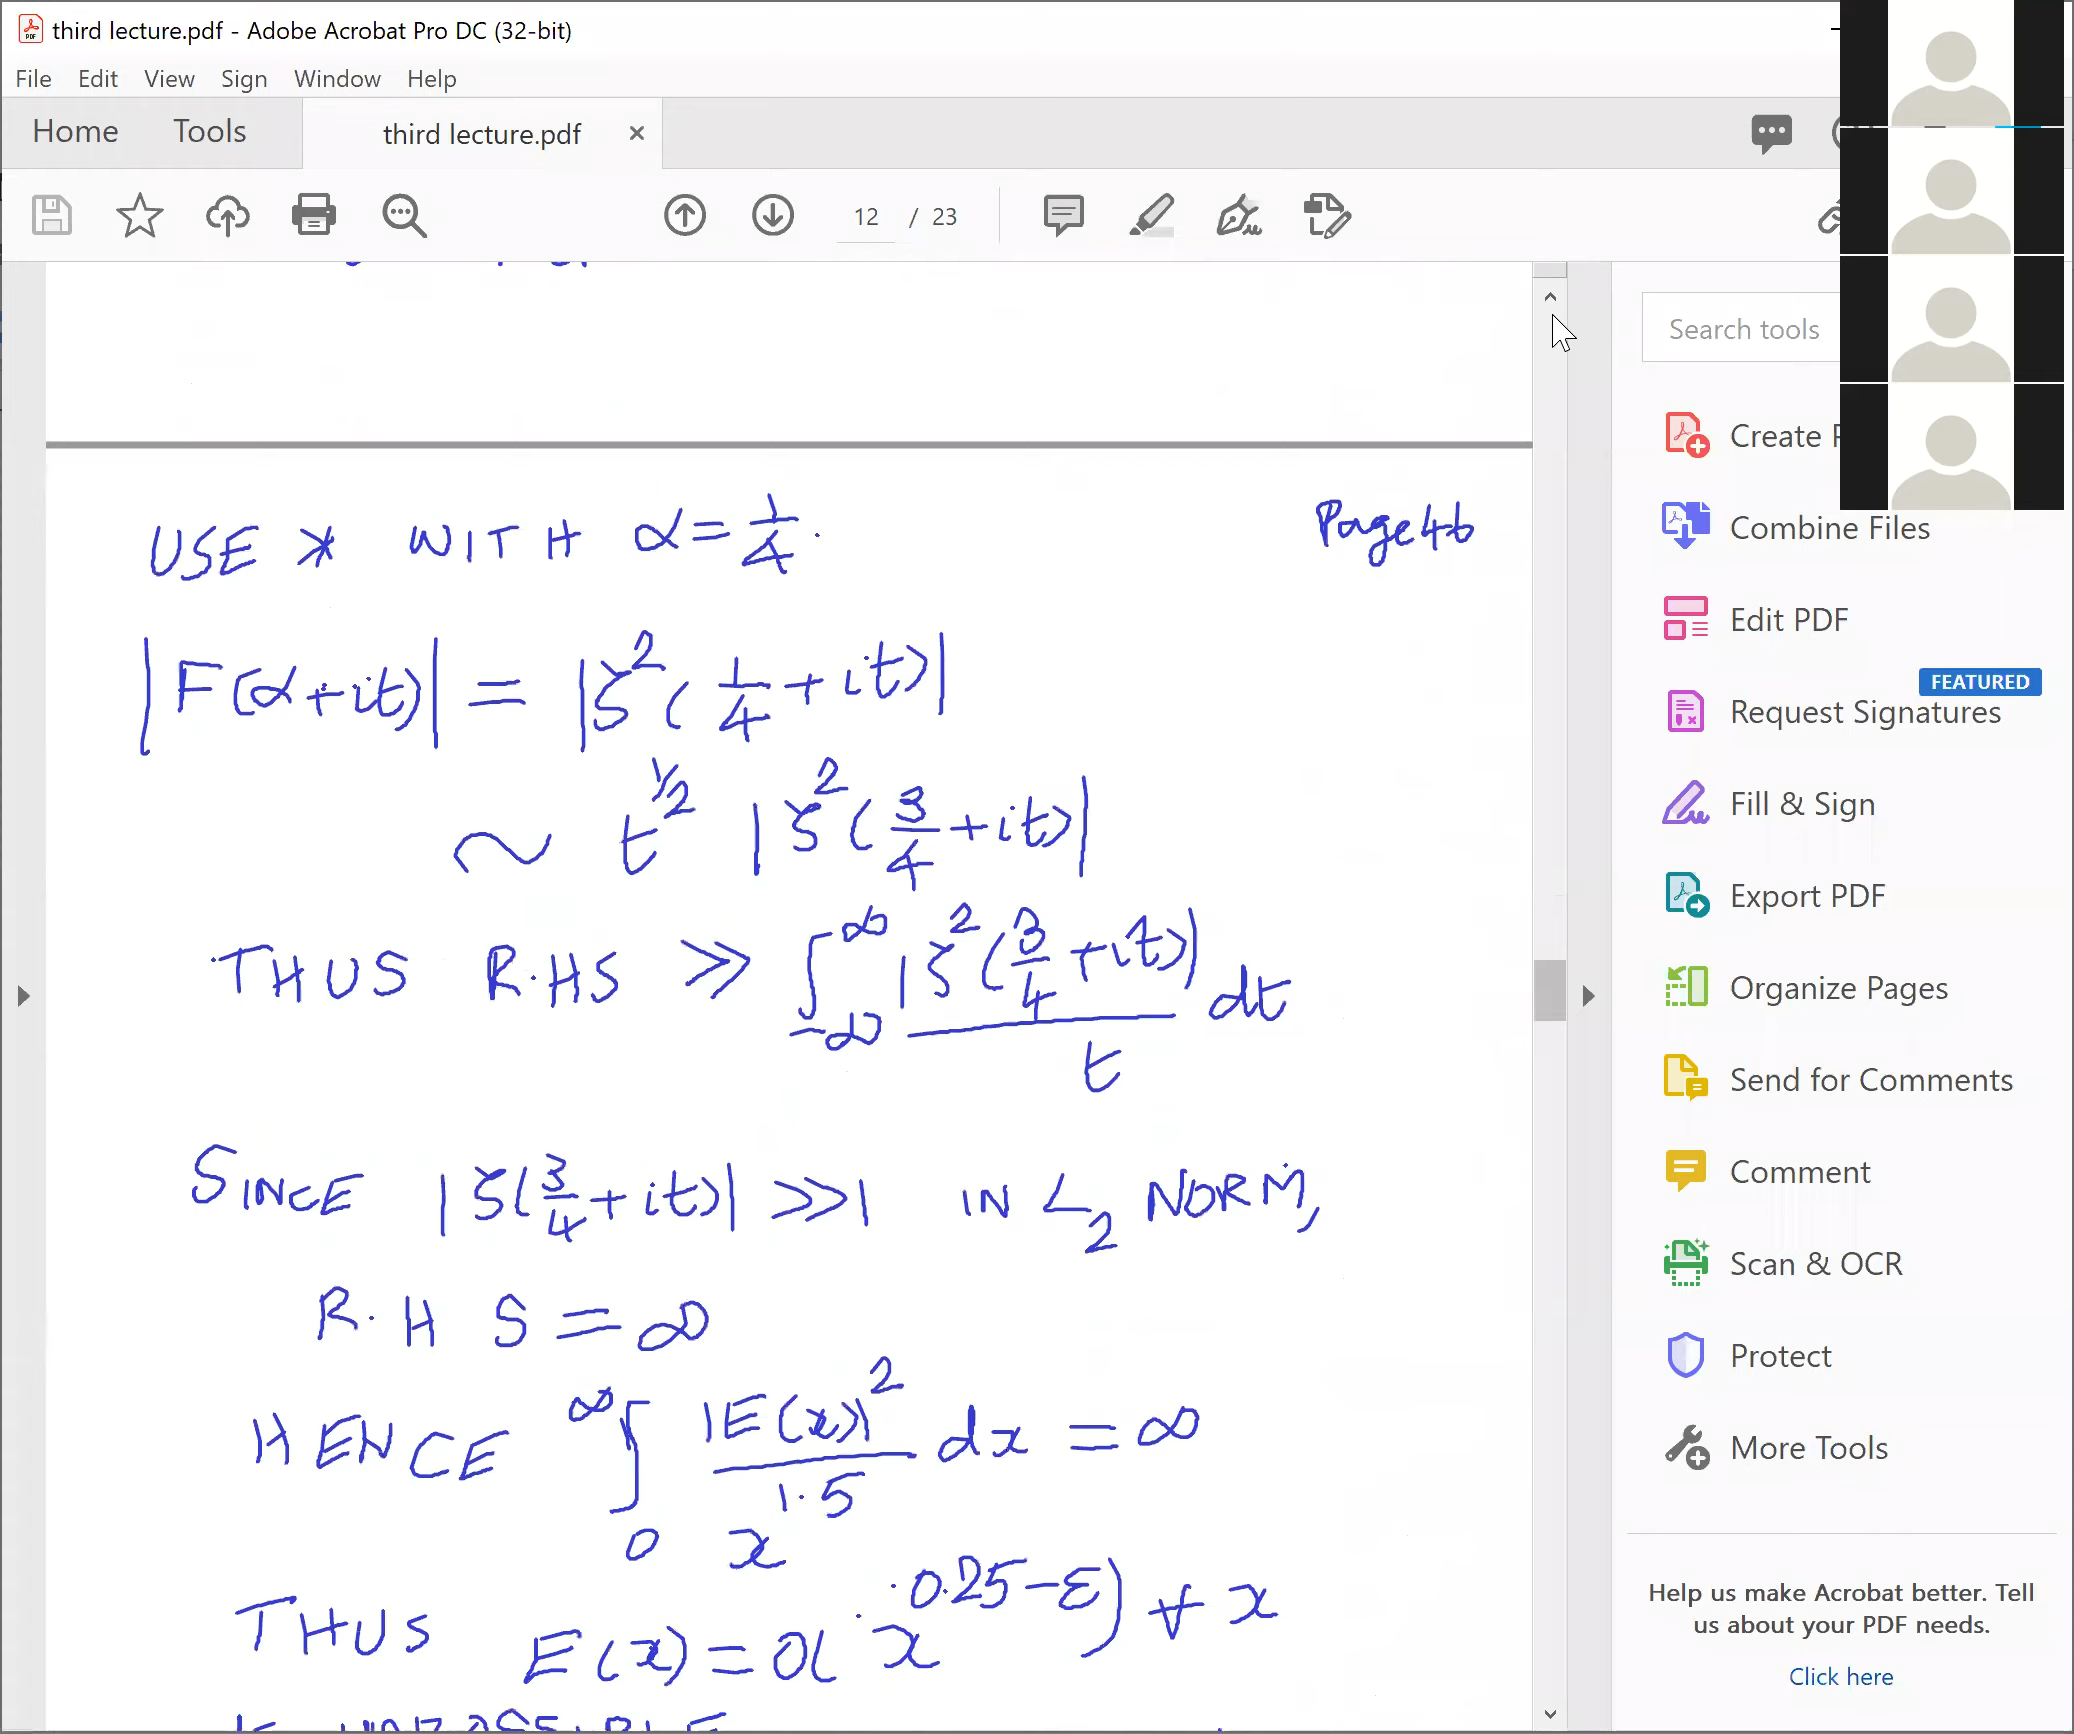 third lecture.pdf - Adobe Acrobat Pro DC (32-bit)
File Edit View Sign Window Help
Home Tools third lecture.pdf ×
12 / 23
USE * WITH α = 1/4. Page 4b
|F(α+it)| = |ζ²(1/4 + it)|
~ t^1/2 |ζ²(3/4 + it)|
THUS R.HS >> ∫_{-∞}^{∞} |ζ²(3/4 + it)| / t dt
SINCE |ζ(3/4 + it)| >> 1 IN L₂ NORM,
R.H S = ∞
HENCE ∫_0^∞ |E(x)|² / x^1.5 dx = ∞
THUS E(x) = O(x^0.25-ε) ∀ x
Search tools
Create
Combine Files
Edit PDF
FEATURED
Request Signatures
Fill & Sign
Export PDF
Organize Pages
Send for Comments
Comment
Scan & OCR
Protect
More Tools
Help us make Acrobat better. Tell
us about your PDF needs.
Click here